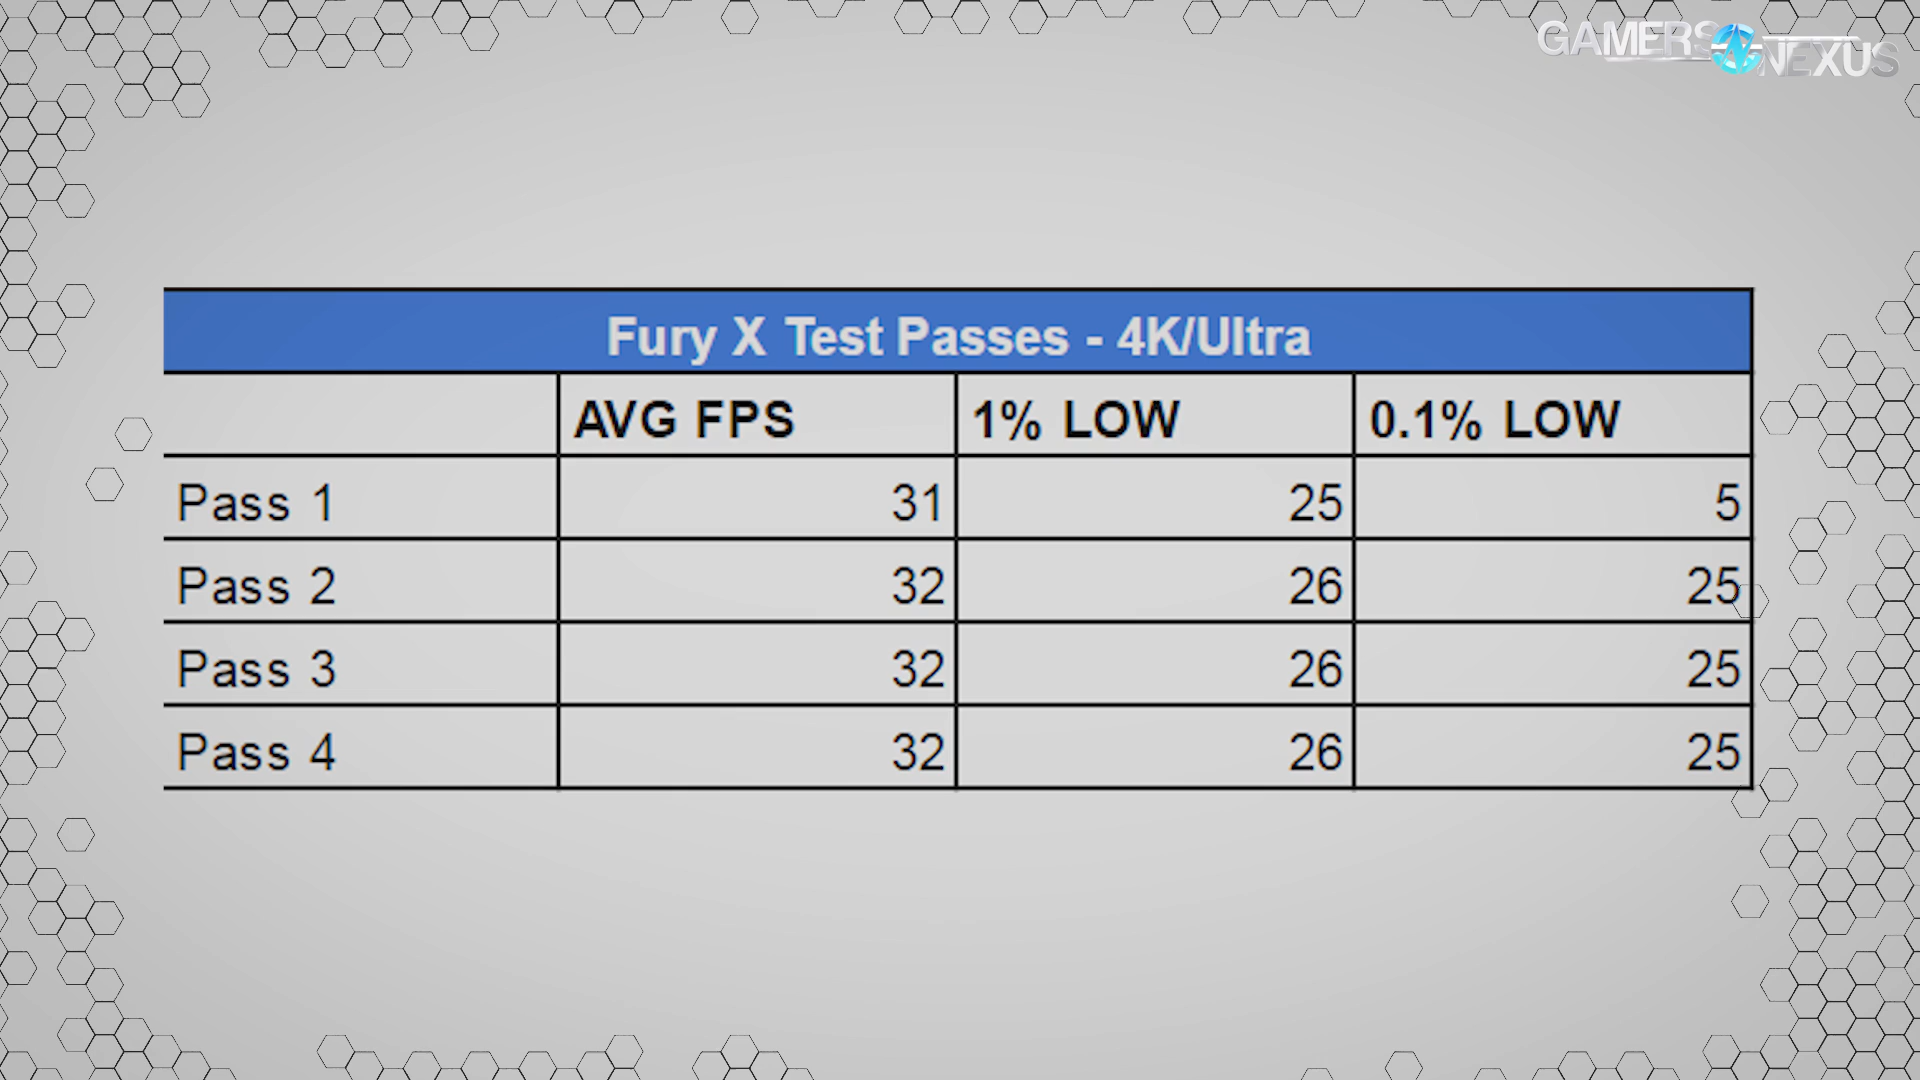 GAMERS NEXUS
Fury X Test Passes - 4K/Ultra
AVG FPS 1% LOW 0.1% LOW
Pass 1 31 25 5
Pass 2 32 26 25
Pass 3 32 26 25
Pass 4 32 26 25